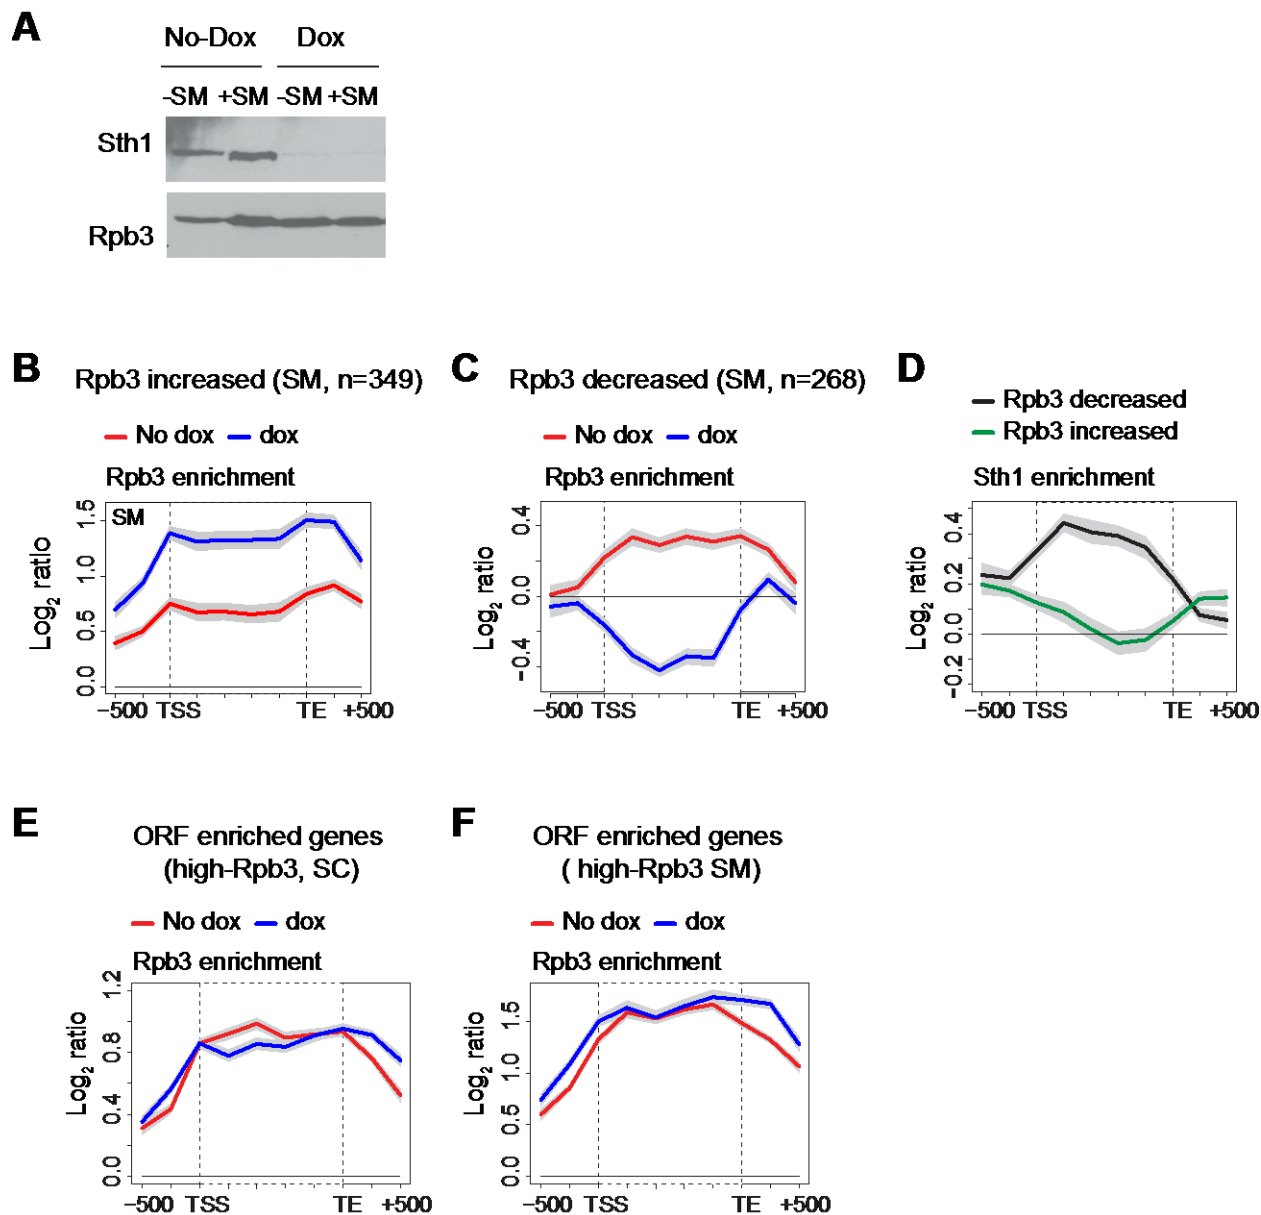 A
No-Dox Dox
-SM +SM -SM +SM
Sth1
Rpb3
B
Rpb3 increased (SM, n=349)
No dox dox
Rpb3 enrichment
SM
Log2 ratio
0.0 0.5 1.0 1.5
−500 TSS TE +500
C
Rpb3 decreased (SM, n=268)
No dox dox
Rpb3 enrichment
Log2 ratio
−0.4 0.0 0.4
−500 TSS TE +500
D
Rpb3 decreased
Rpb3 increased
Sth1 enrichment
Log2 ratio
−0.2 0.0 0.2 0.4
−500 TSS TE +500
E
ORF enriched genes
(high-Rpb3, SC)
No dox dox
Rpb3 enrichment
Log2 ratio
0.0 0.4 0.8 1.2
−500 TSS TE +500
F
ORF enriched genes
( high-Rpb3 SM)
No dox dox
Rpb3 enrichment
Log2 ratio
0.0 0.5 1.0 1.5
−500 TSS TE +500